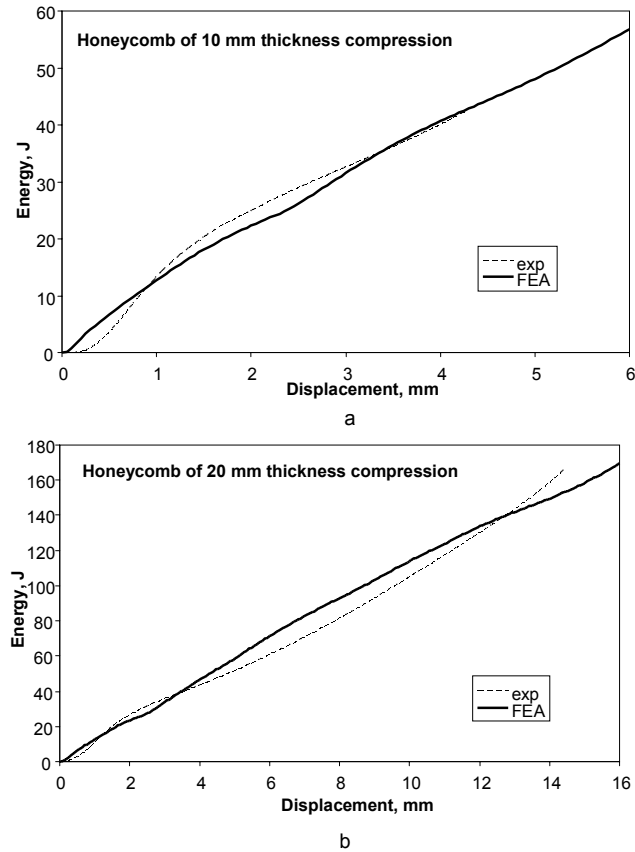 Honeycomb of 10 mm thickness compression
60
50
40
30
20
10
0
Energy, J
exp
FEA
0 1 2 3 4 5 6
Displacement, mm
a
Honeycomb of 20 mm thickness compression
180
160
140
120
100
80
60
40
20
0
Energy, J
exp
FEA
0 2 4 6 8 10 12 14 16
Displacement, mm
b